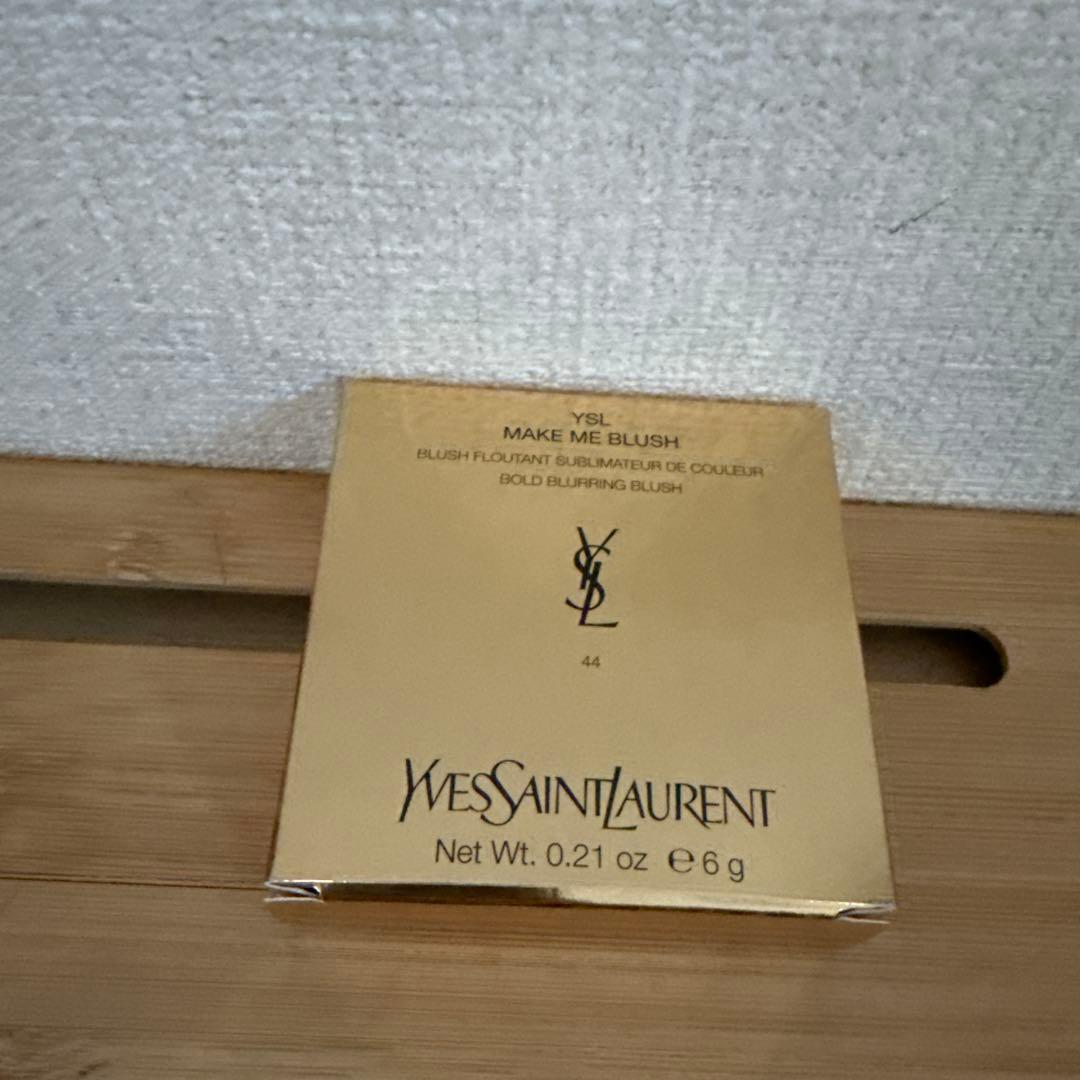 YSL
MAKE ME BLUSH
BLUSH FLOUTANT SUBLIMATEUR DE COULEUR
BOLD BLURRING BLUSH
YSL
44
YVESSAINTLAURENT
Net Wt. 0.21 oz ℮ 6 g